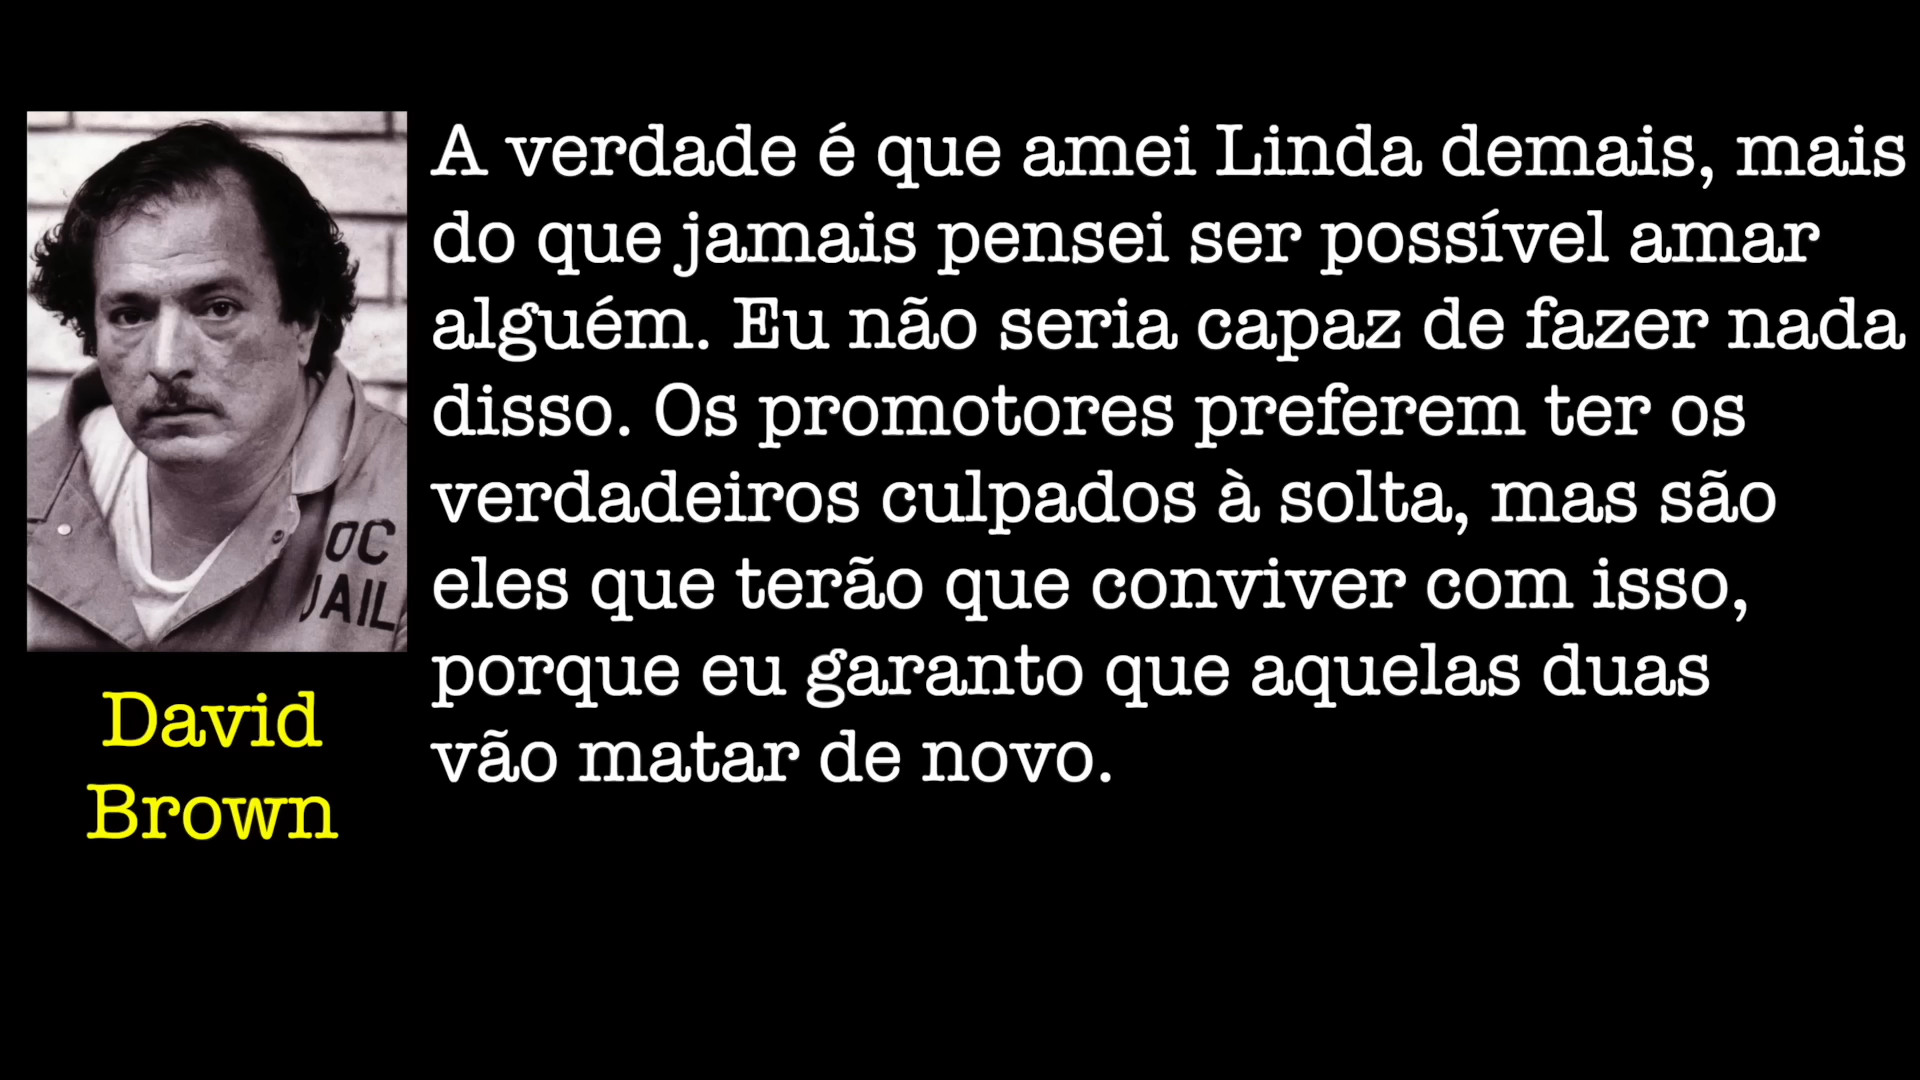 A verdade é que amei Linda demais, mais
do que jamais pensei ser possível amar
alguém. Eu não seria capaz de fazer nada
disso. Os promotores preferem ter os
verdadeiros culpados à solta, mas são
eles que terão que conviver com isso,
porque eu garanto que aquelas duas
vão matar de novo.
OC
JAIL
David
Brown